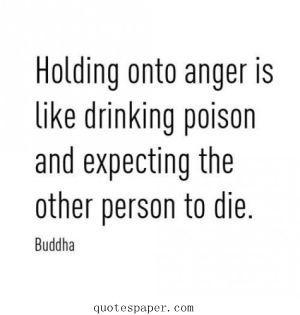 Holding onto anger is
like drinking poison
and expecting the
other person to die.
Buddha
quotespaper.com